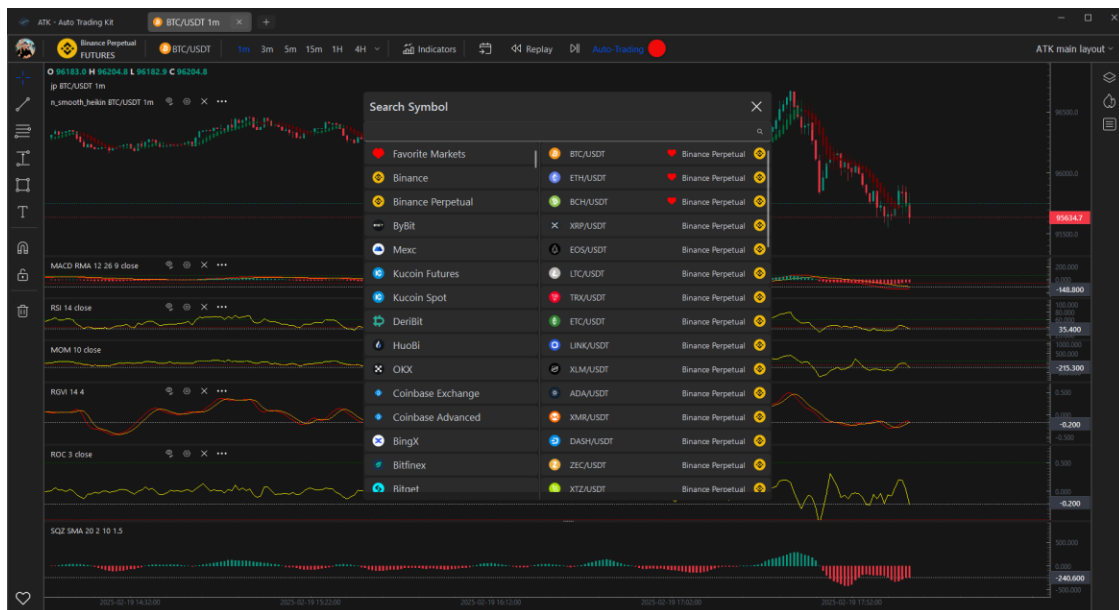 ATK - Auto Trading Kit
BTC/USDT 1m
Binance Perpetual
FUTURES
BTC/USDT
1m 3m 5m 15m 1H 4H
Indicators
Replay
Auto-Trading
ATK main layout
O 96183.0 H 96204.8 L 96182.9 C 96204.8
jp BTC/USDT 1m
n_smooth_heikin BTC/USDT 1m
Search Symbol
Favorite Markets
Binance
Binance Perpetual
ByBit
Mexc
Kucoin Futures
Kucoin Spot
DeriBit
HuoBi
OKX
Coinbase Exchange
Coinbase Advanced
BingX
Bitfinex
Bitget
BTC/USDT Binance Perpetual
ETH/USDT Binance Perpetual
BCH/USDT Binance Perpetual
XRP/USDT Binance Perpetual
EOS/USDT Binance Perpetual
LTC/USDT Binance Perpetual
TRX/USDT Binance Perpetual
ETC/USDT Binance Perpetual
LINK/USDT Binance Perpetual
XLM/USDT Binance Perpetual
ADA/USDT Binance Perpetual
XMR/USDT Binance Perpetual
DASH/USDT Binance Perpetual
ZEC/USDT Binance Perpetual
XTZ/USDT Binance Perpetual
96500.0
96000.0
95634.7
95500.0
MACD RMA 12 26 9 close
200.000
0.000
-148.800
RSI 14 close
100.000
80.000
60.000
35.400
MOM 10 close
1000.000
500.000
-215.300
RGVI 14 4
0.500
0.000
-0.200
-0.500
ROC 3 close
0.500
0.000
-0.200
SQZ SMA 20 2 10 1.5
500.000
0.000
-240.600
-500.000
2025-02-19 14:32:00
2025-02-19 15:22:00
2025-02-19 16:12:00
2025-02-19 17:02:00
2025-02-19 17:52:00